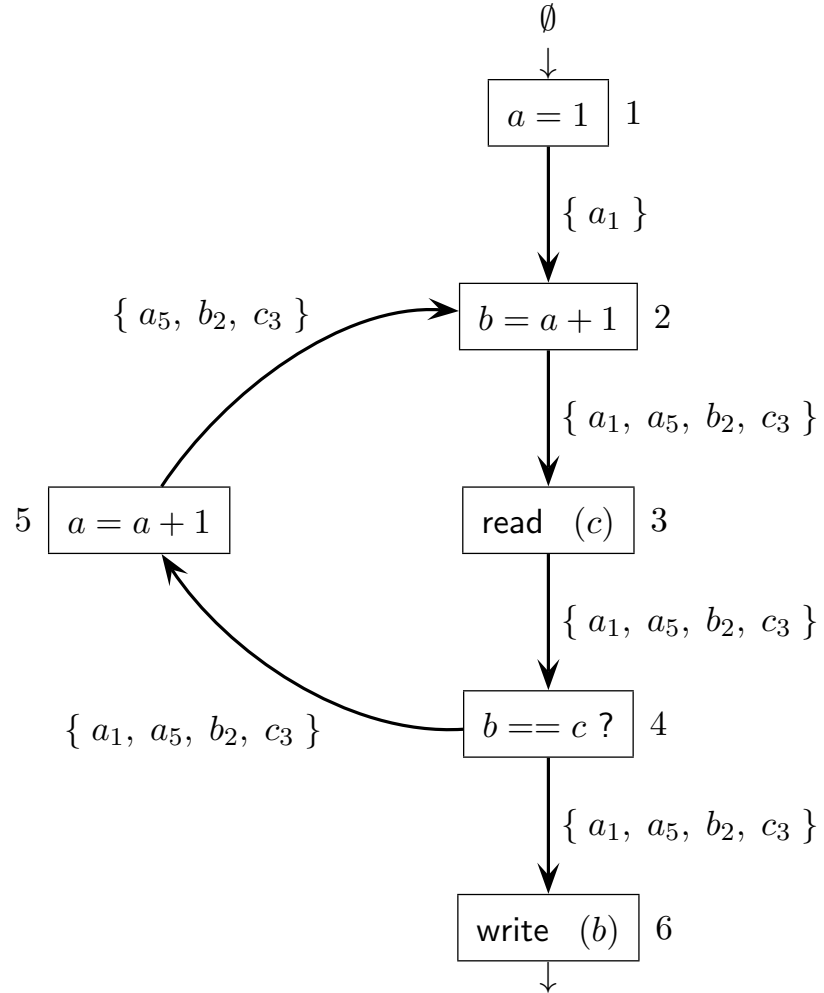 ∅
a = 1 1
{ a₁ }
{ a₅, b₂, c₃ }
b = a + 1 2
{ a₁, a₅, b₂, c₃ }
5 a = a + 1
read (c) 3
{ a₁, a₅, b₂, c₃ }
{ a₁, a₅, b₂, c₃ }
b == c ? 4
{ a₁, a₅, b₂, c₃ }
write (b) 6